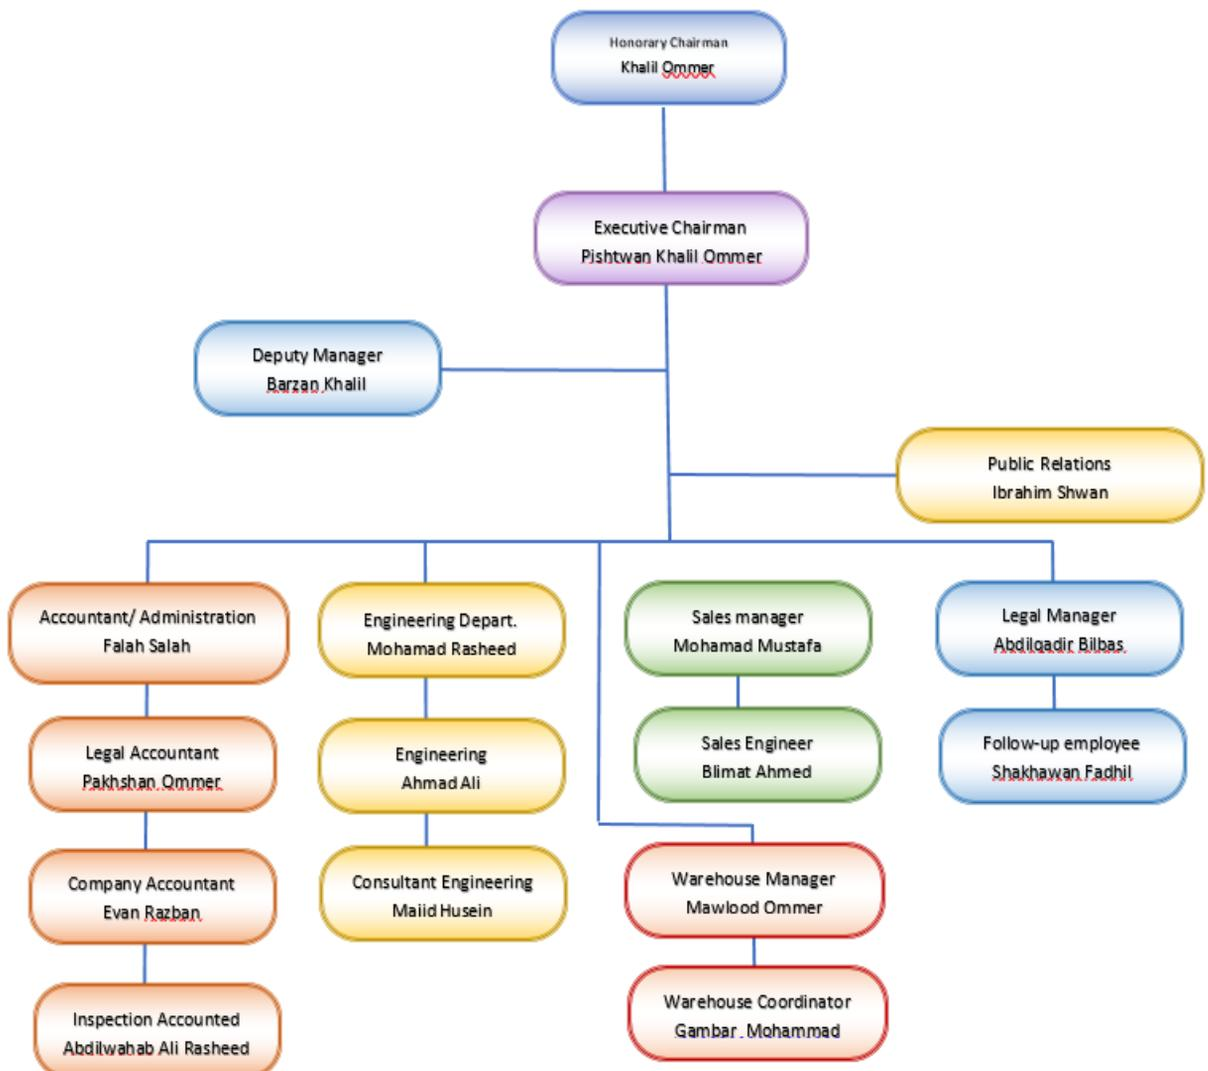 Honorary Chairman
Khalil Ommer
Executive Chairman
Pishtwan Khalil Ommer
Deputy Manager
Barzan Khalil
Public Relations
Ibrahim Shwan
Accountant/ Administration
Falah Salah
Legal Accountant
Pakhshan Ommer
Company Accountant
Evan Razban
Inspection Accounted
Abdilwahab Ali Rasheed
Engineering Depart.
Mohamad Rasheed
Engineering
Ahmad Ali
Consultant Engineering
Majid Husein
Sales manager
Mohamad Mustafa
Sales Engineer
Blimat Ahmed
Warehouse Manager
Mawlood Ommer
Warehouse Coordinator
Gambar Mohammad
Legal Manager
Abdilqadir Bilbas
Follow-up employee
Shakhawan Fadhil